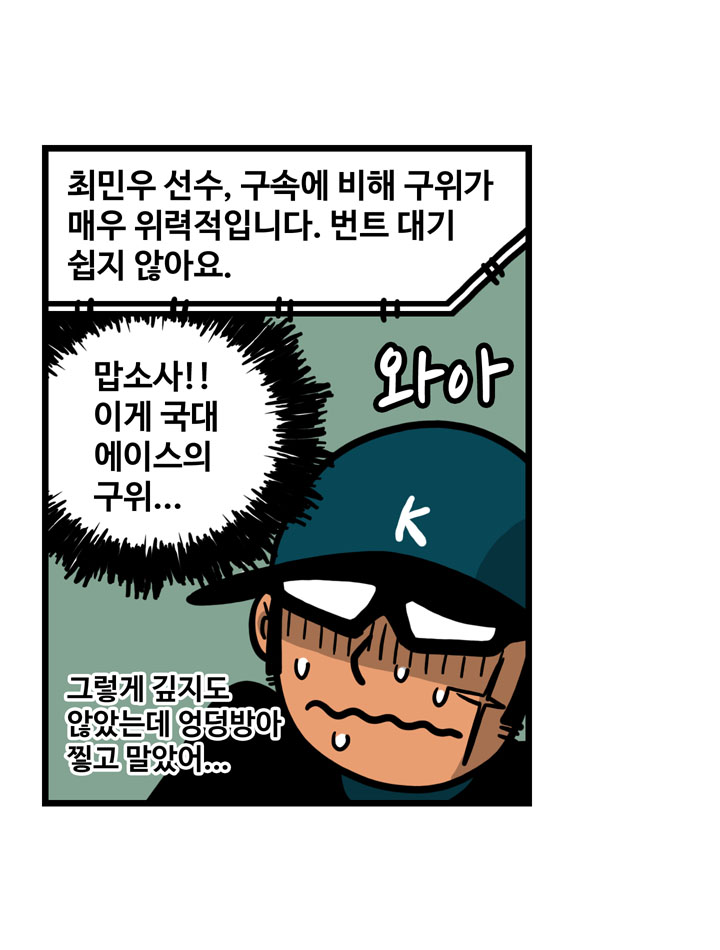 최민우 선수, 구속에 비해 구위가
매우 위력적입니다. 번트 대기
쉽지 않아요.
맙소사!!
이게 국대
에이스의
구위...
와아
K
그렇게 깊지도
않았는데 엉덩방아
찧고 말았어...